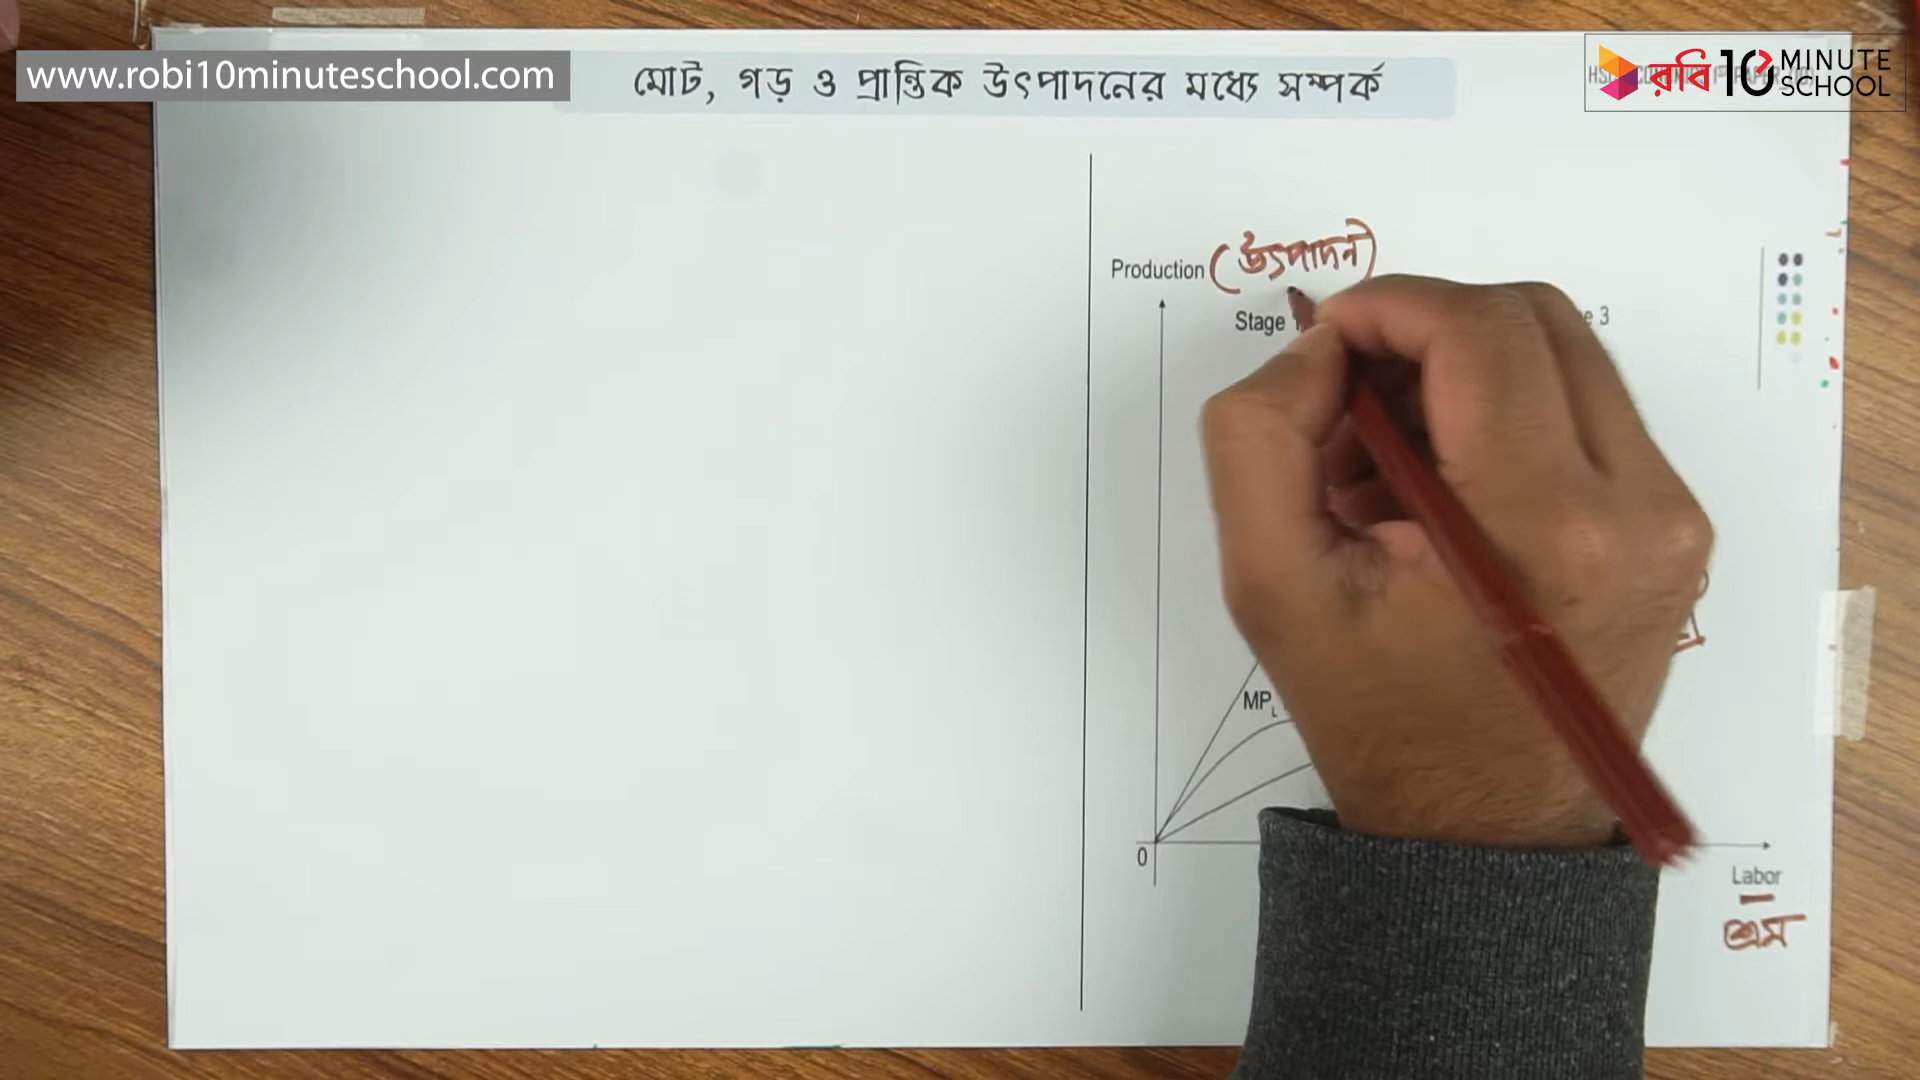 www.robi10minuteschool.com
মোট, গড় ও প্রান্তিক উৎপাদনের মধ্যে সম্পর্ক
রবি 10 MINUTE SCHOOL
Production (উৎপাদন)
Stage 1
3
MP L
0
Labor
শ্রম